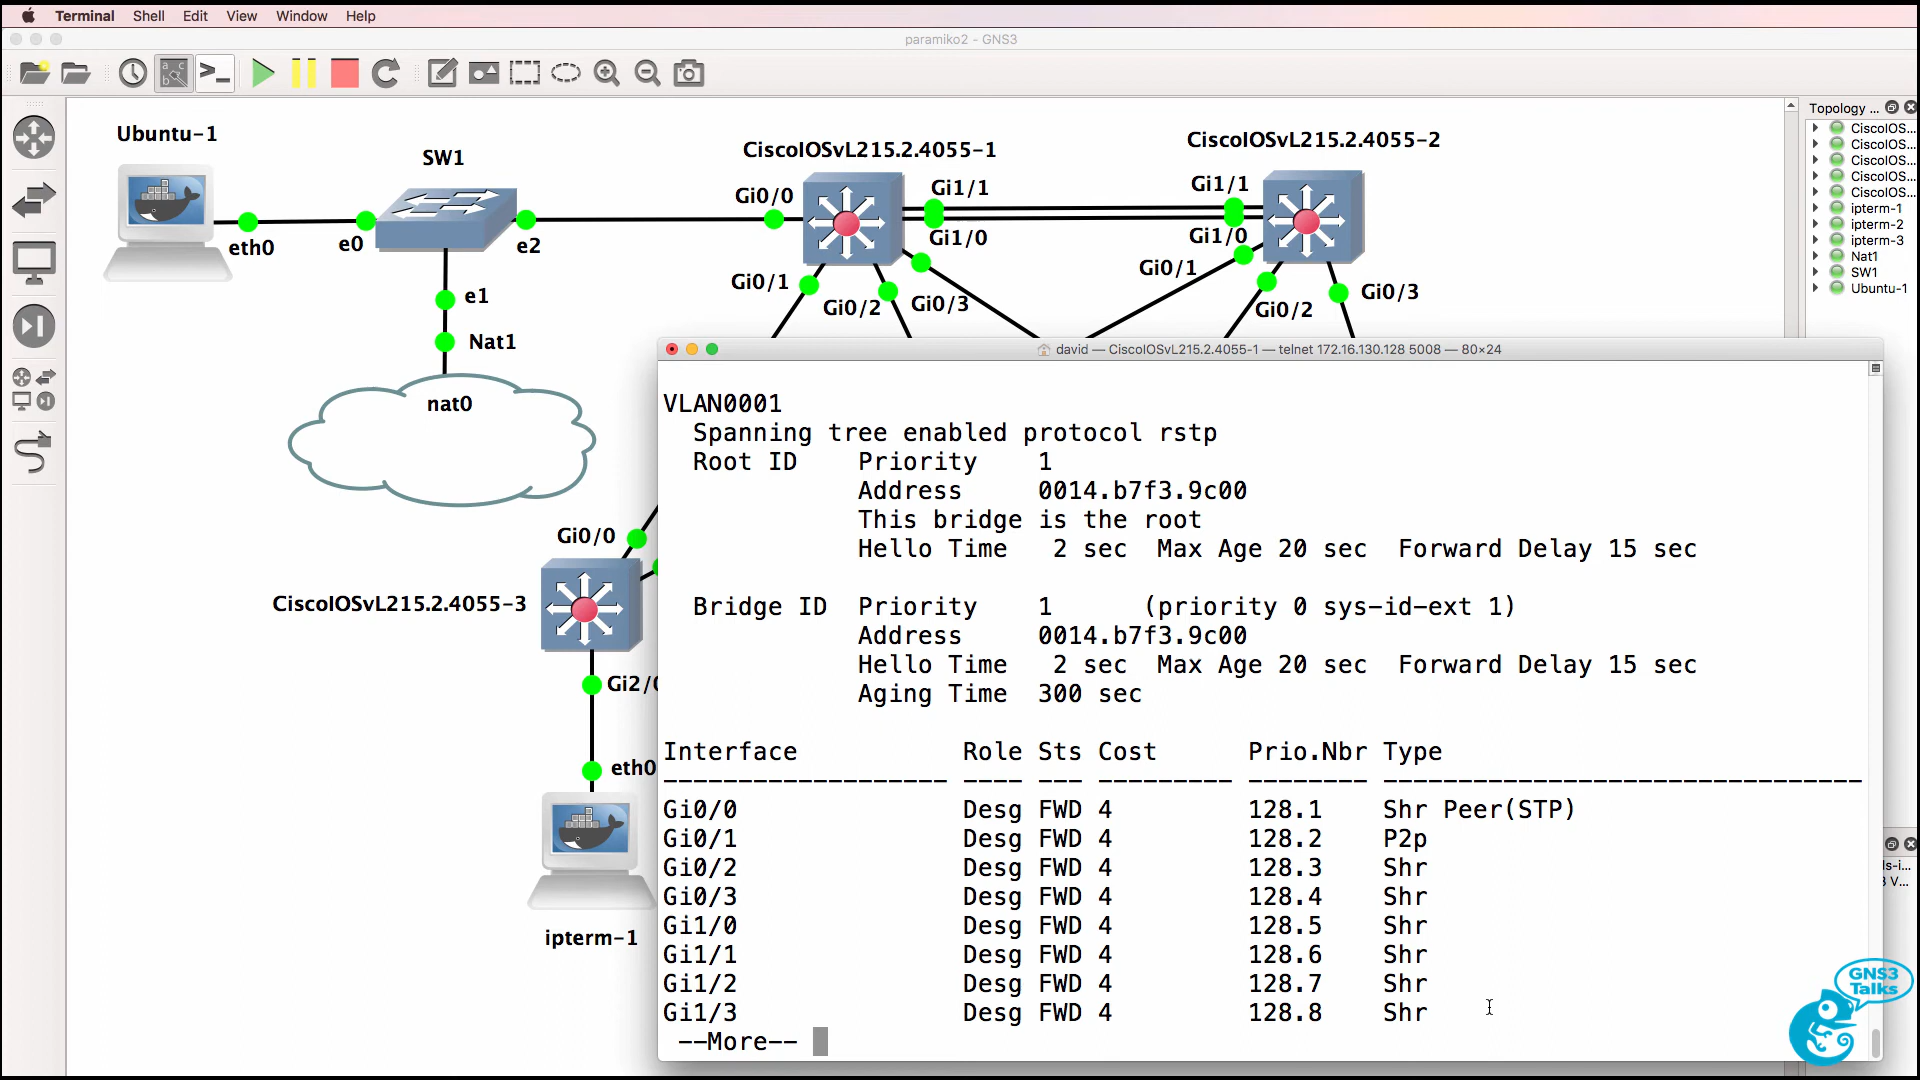 Terminal Shell Edit View Window Help
paramiko2 - GNS3
Ubuntu-1
eth0
SW1
e0
e2
e1
Nat1
nat0
CiscoIOSvL215.2.4055-1
Gi0/0
Gi1/1
Gi1/0
Gi0/1
Gi0/2
Gi0/3
CiscoIOSvL215.2.4055-2
Gi1/1
Gi1/0
Gi0/1
Gi0/2
Gi0/3
Gi0/0
CiscoIOSvL215.2.4055-3
Gi2/0
eth0
ipterm-1
Topology ...
CiscoIOS...
CiscoIOS...
CiscoIOS...
CiscoIOS...
CiscoIOS...
ipterm-1
ipterm-2
ipterm-3
Nat1
SW1
Ubuntu-1
david — CiscoIOSvL215.2.4055-1 — telnet 172.16.130.128 5008 — 80×24
VLAN0001
Spanning tree enabled protocol rstp
Root ID Priority 1
Address 0014.b7f3.9c00
This bridge is the root
Hello Time 2 sec Max Age 20 sec Forward Delay 15 sec
Bridge ID Priority 1 (priority 0 sys-id-ext 1)
Address 0014.b7f3.9c00
Hello Time 2 sec Max Age 20 sec Forward Delay 15 sec
Aging Time 300 sec
Interface Role Sts Cost Prio.Nbr Type
------------------- ---- --- --------- -------- --------------------------------
Gi0/0 Desg FWD 4 128.1 Shr Peer(STP)
Gi0/1 Desg FWD 4 128.2 P2p
Gi0/2 Desg FWD 4 128.3 Shr
Gi0/3 Desg FWD 4 128.4 Shr
Gi1/0 Desg FWD 4 128.5 Shr
Gi1/1 Desg FWD 4 128.6 Shr
Gi1/2 Desg FWD 4 128.7 Shr
Gi1/3 Desg FWD 4 128.8 Shr
--More--
GNS3
Talks